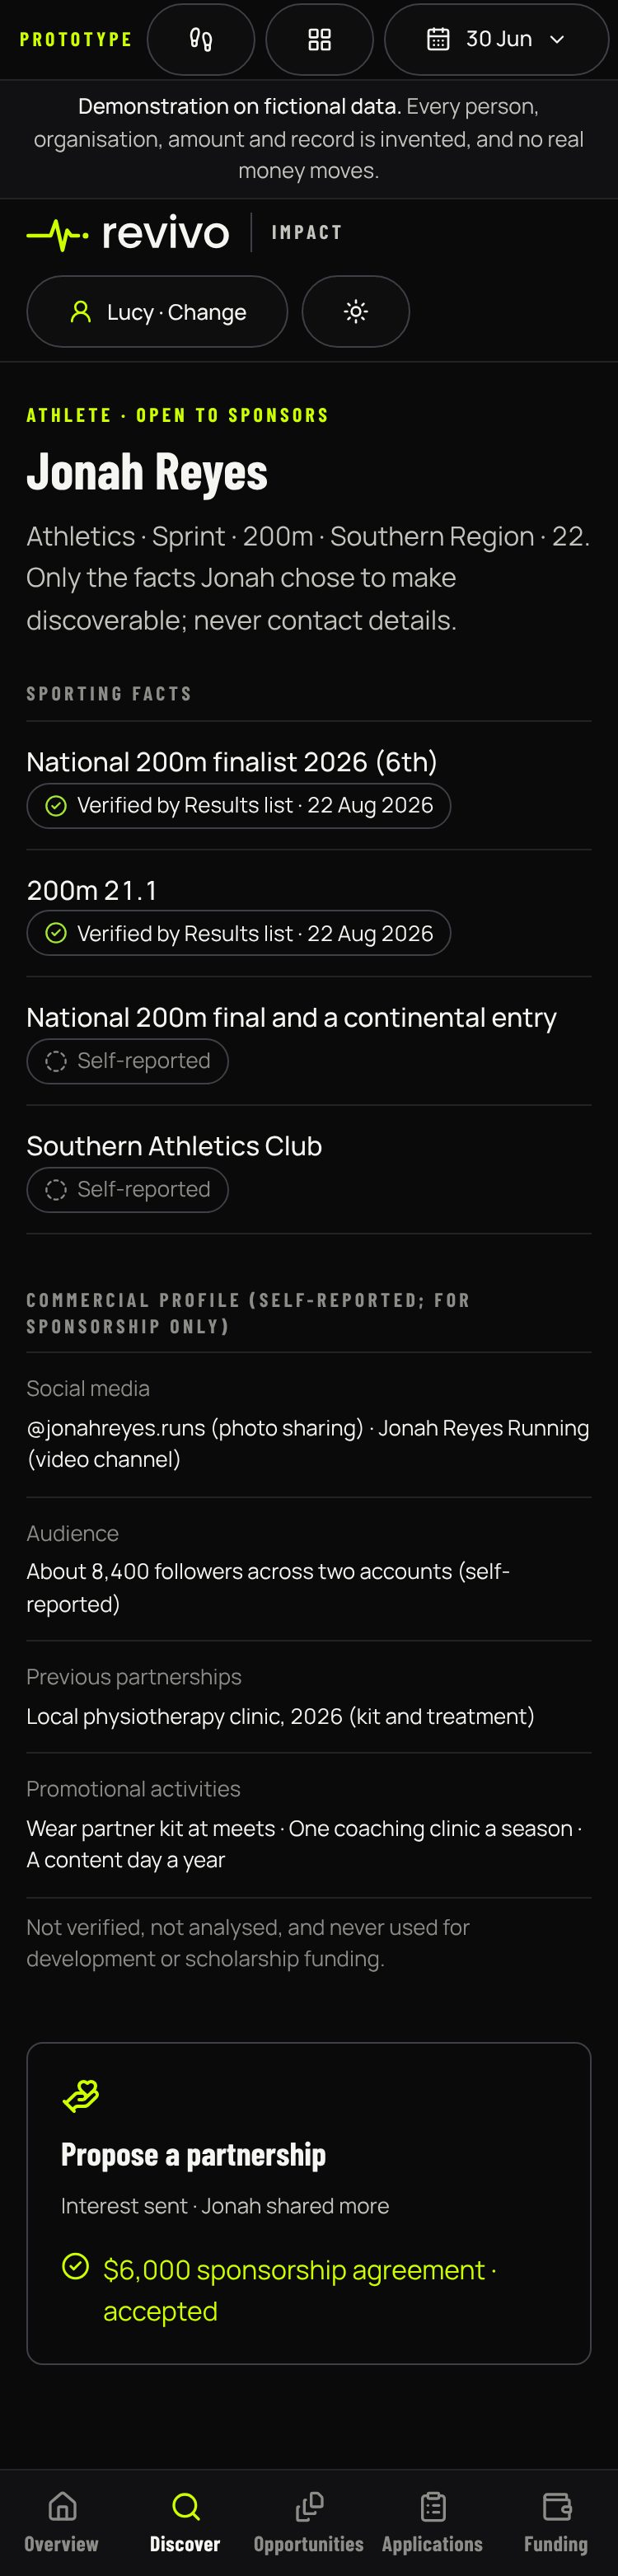 PROTOTYPE
30 Jun
Demonstration on fictional data. Every person,
organisation, amount and record is invented, and no real
money moves.
revivo
IMPACT
Lucy · Change
ATHLETE · OPEN TO SPONSORS
Jonah Reyes
Athletics · Sprint · 200m · Southern Region · 22.
Only the facts Jonah chose to make
discoverable; never contact details.
SPORTING FACTS
National 200m finalist 2026 (6th)
Verified by Results list · 22 Aug 2026
200m 21.1
Verified by Results list · 22 Aug 2026
National 200m final and a continental entry
Self-reported
Southern Athletics Club
Self-reported
COMMERCIAL PROFILE (SELF-REPORTED; FOR
SPONSORSHIP ONLY)
Social media
@jonahreyes.runs (photo sharing) · Jonah Reyes Running
(video channel)
Audience
About 8,400 followers across two accounts (self-
reported)
Previous partnerships
Local physiotherapy clinic, 2026 (kit and treatment)
Promotional activities
Wear partner kit at meets · One coaching clinic a season ·
A content day a year
Not verified, not analysed, and never used for
development or scholarship funding.
Propose a partnership
Interest sent · Jonah shared more
$6,000 sponsorship agreement ·
accepted
Overview
Discover
Opportunities
Applications
Funding